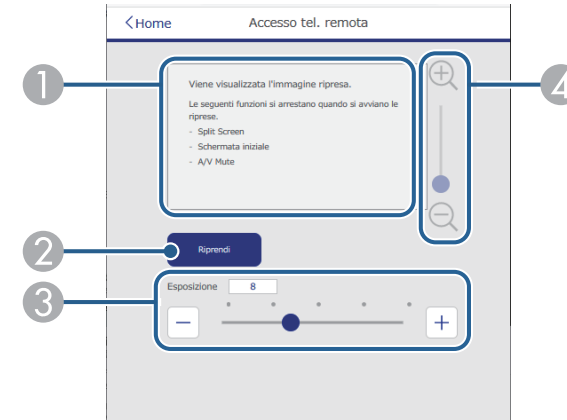 <Home Accesso tel. remota
1
Viene visualizzata l'immagine ripresa.
Le seguenti funzioni si arrestano quando si avviano le
riprese.
- Split Screen
- Schermata iniziale
- A/V Mute
4
2
Riprendi
3
Esposizione 8
− +